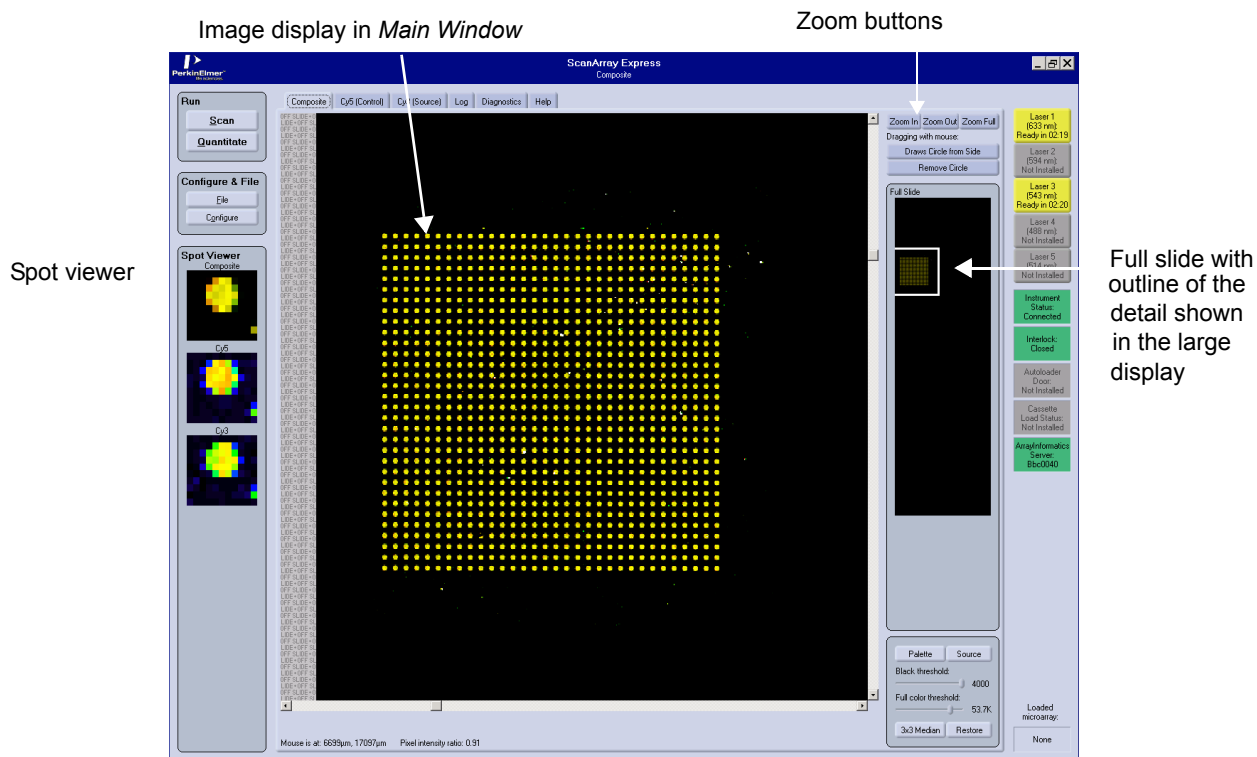 Image display in Main Window
Zoom buttons
PerkinElmer
ScanArray Express
Composite
Run
Scan
Quantitate
Configure & File
File
Configure
Spot viewer
Spot Viewer
Composite
Cy5
Cy3
Composite
Cy5 (Control)
(Source)
Log
Diagnostics
Help
OFF SLIDE
Zoom In
Zoom Out
Zoom Full
Dragging with mouse:
Draws Circle from Side
Remove Circle
Full Slide
Laser 1
(633 nm):
Ready in 02:19
Laser 2
(594 nm):
Not Installed
Laser 3
(543 nm):
Ready in 02:20
Laser 4
(488 nm):
Not Installed
Laser 5
(514 nm):
Not Installed
Instrument
Status:
Connected
Interlock:
Closed
Autoloader
Door:
Not Installed
Cassette
Load Status:
Not Installed
ArrayInformatics
Server:
Bbc0040
Full slide with
outline of the
detail shown
in the large
display
Palette
Source
Black threshold:
4000
Full color threshold:
53.7K
3x3 Median
Restore
Loaded
microarray:
None
Mouse is at: 6699µm, 17097µm
Pixel intensity ratio: 0.91